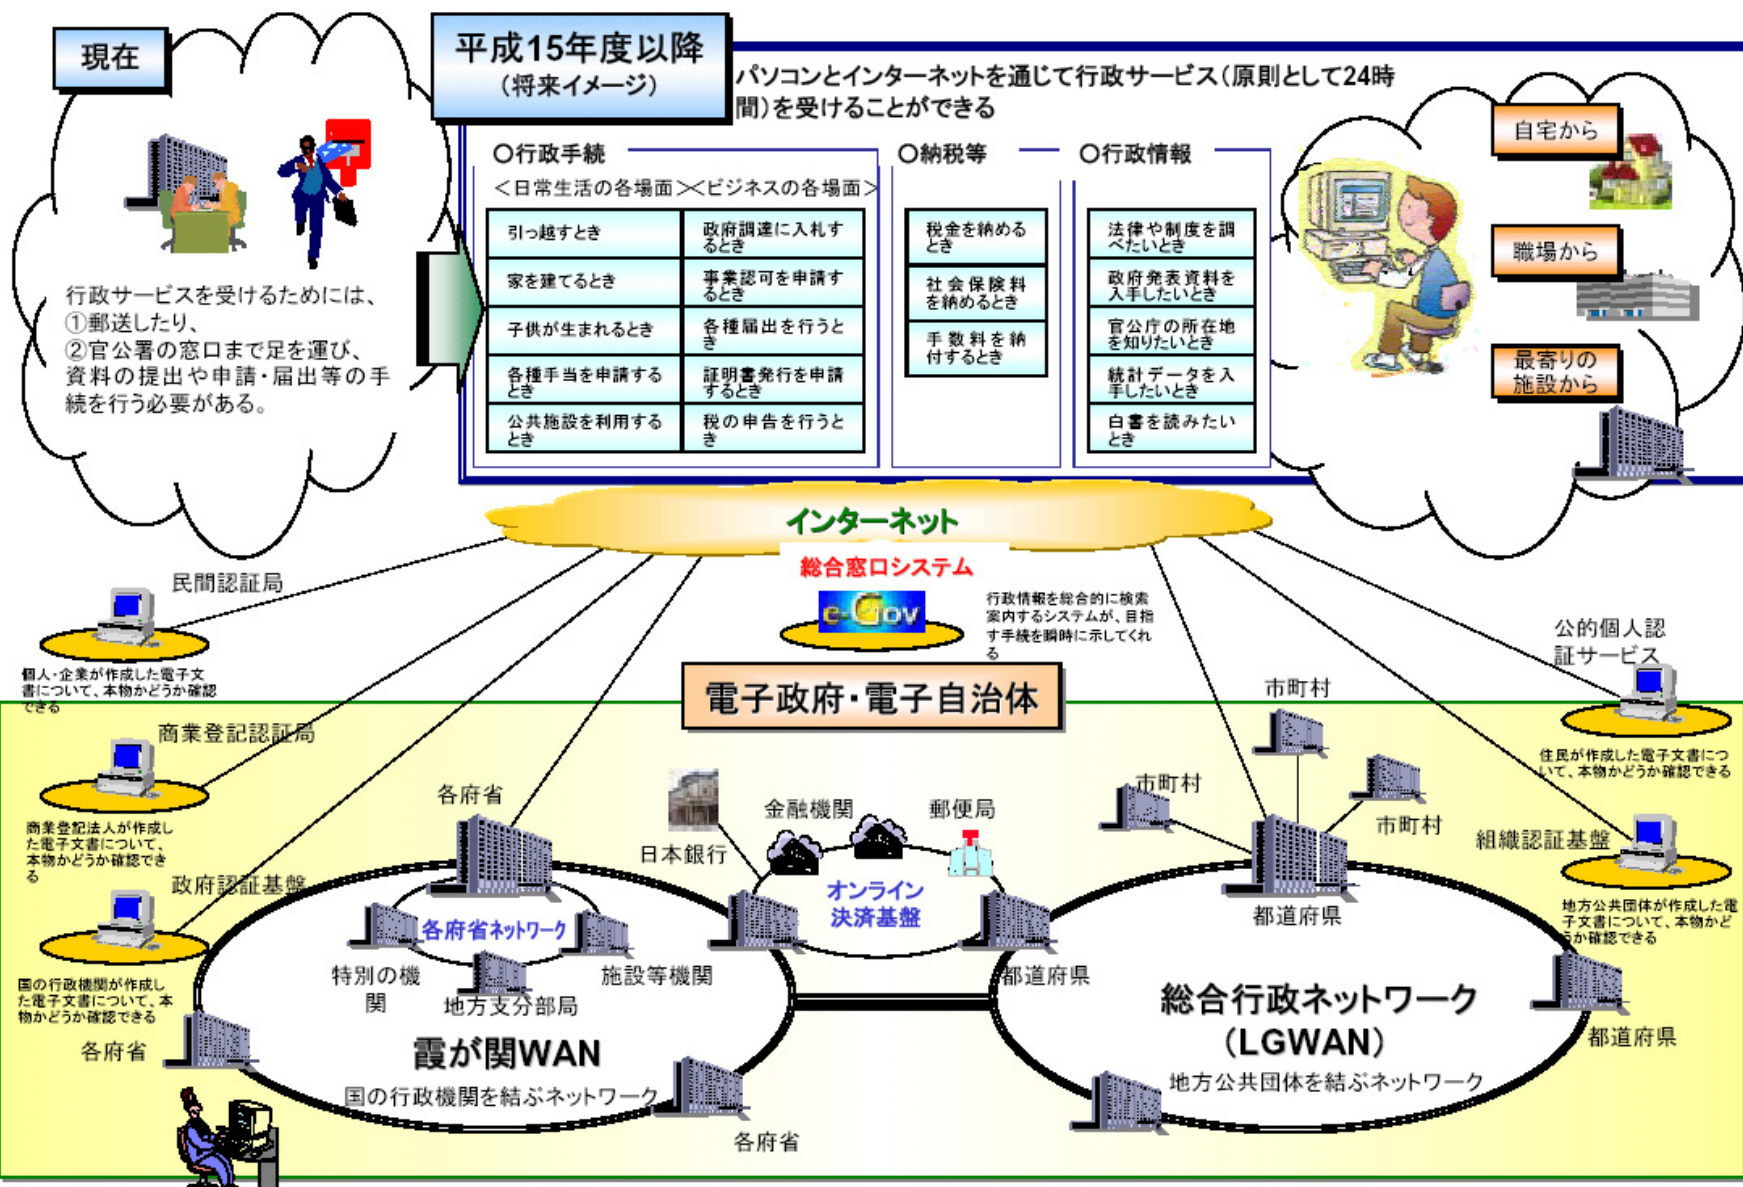 現在
行政サービスを受けるためには、
①郵送したり、
②官公署の窓口まで足を運び、
資料の提出や申請・届出等の手
続を行う必要がある。
平成15年度以降
(将来イメージ)
パソコンとインターネットを通じて行政サービス(原則として24時
間)を受けることができる
○行政手続
<日常生活の各場面>
引っ越すとき
家を建てるとき
子供が生まれるとき
各種手当を申請する
とき
公共施設を利用する
とき
<ビジネスの各場面>
政府調達に入札す
るとき
事業認可を申請す
るとき
各種届出を行うと
き
証明書発行を申請
するとき
税の申告を行うと
き
○納税等
税金を納める
とき
社会保険料
を納めるとき
手数料を納
付するとき
○行政情報
法律や制度を調
べたいとき
政府発表資料を
入手したいとき
官公庁の所在地
を知りたいとき
統計データを入
手したいとき
白書を読みたい
とき
自宅から
職場から
最寄りの
施設から
インターネット
総合窓口システム
e-Gov
行政情報を総合的に検索
案内するシステムが、目指
す手続を瞬時に示してくれ
る
民間認証局
個人・企業が作成した電子文
書について、本物かどうか確認
できる
商業登記認証局
商業登記法人が作成し
た電子文書について、
本物かどうか確認でき
る
政府認証基盤
国の行政機関が作成し
た電子文書について、本
物かどうか確認できる
公的個人認
証サービス
住民が作成した電子文書につ
いて、本物かどうか確認できる
組織認証基盤
地方公共団体が作成した電
子文書について、本物かど
うか確認できる
電子政府・電子自治体
各府省
各府省ネットワーク
特別の機
関
地方支分部局
施設等機関
霞が関WAN
国の行政機関を結ぶネットワーク
各府省
各府省
日本銀行
金融機関
郵便局
オンライン
決済基盤
都道府県
市町村
市町村
市町村
都道府県
総合行政ネットワーク
(LGWAN)
地方公共団体を結ぶネットワーク
都道府県